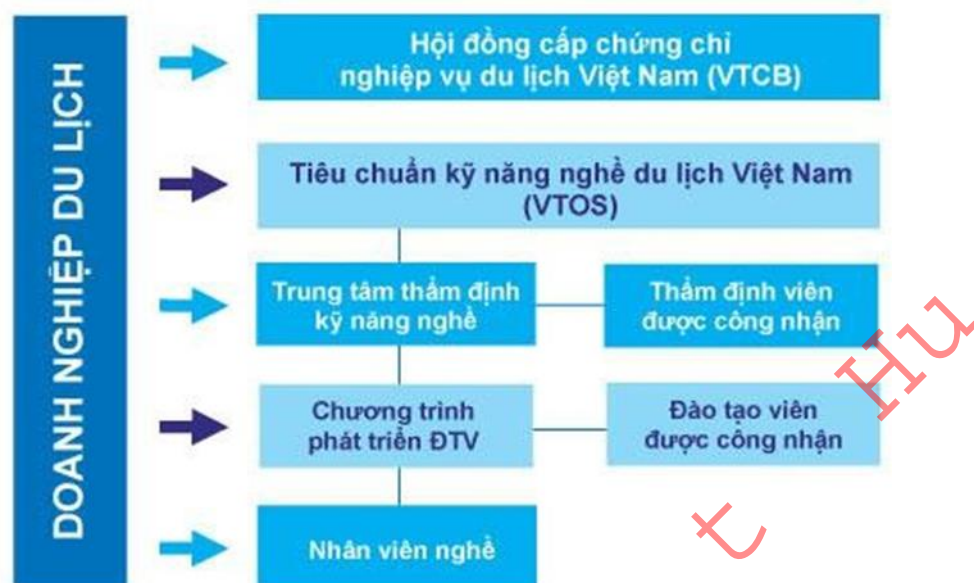 DOANH NGHIỆP DU LỊCH
Hội đồng cấp chứng chỉ
nghiệp vụ du lịch Việt Nam (VTCB)
Tiêu chuẩn kỹ năng nghề du lịch Việt Nam
(VTOS)
Trung tâm thẩm định
kỹ năng nghề
Thẩm định viên
được công nhận
Chương trình
phát triển ĐTV
Đào tạo viên
được công nhận
Nhân viên nghề
t Hu